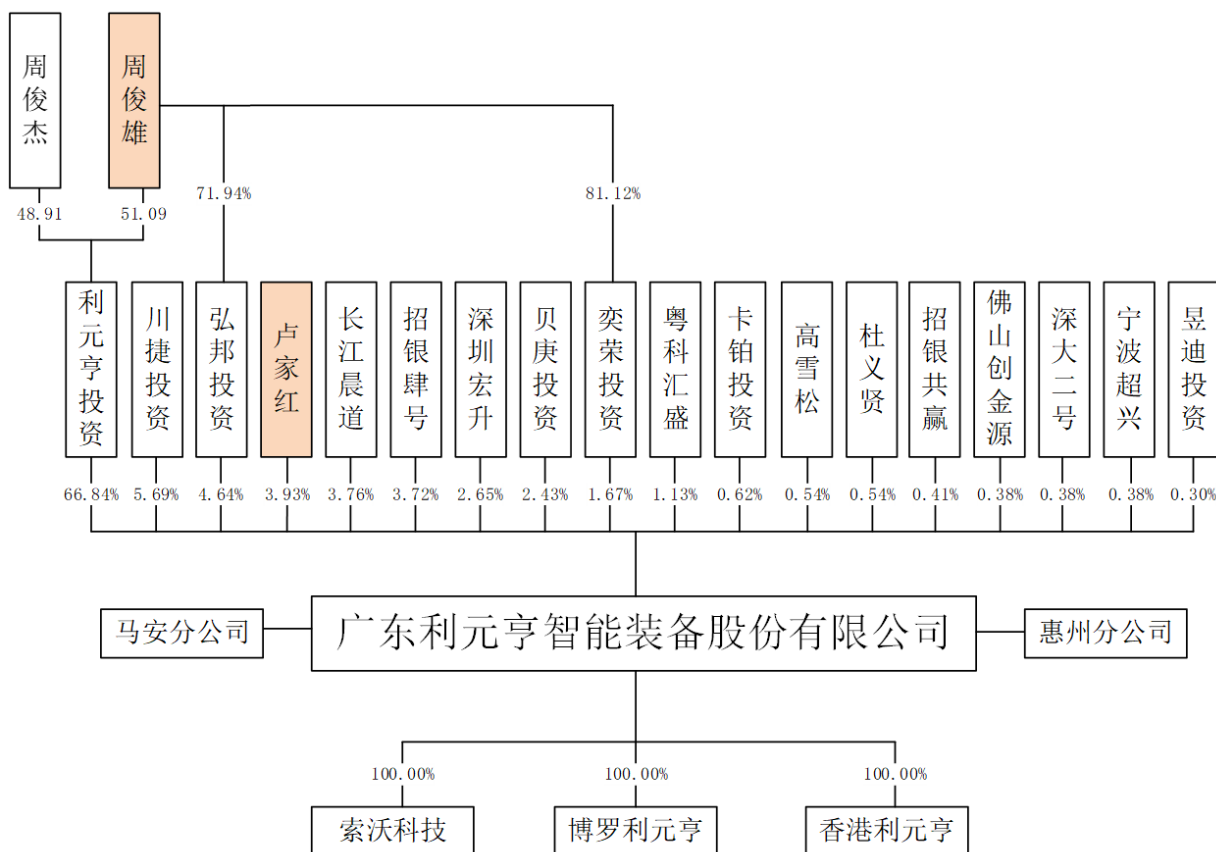 周俊杰
周俊雄
71.94%
81.12%
48.91
51.09
利元亨投资
川捷投资
弘邦投资
卢家红
长江晨道
招银肆号
深圳宏升
贝庚投资
奕荣投资
粤科汇盛
卡铂投资
高雪松
杜义贤
招银共赢
佛山创金源
深大二号
宁波超兴
昱迪投资
66.84%
5.69%
4.64%
3.93%
3.76%
3.72%
2.65%
2.43%
1.67%
1.13%
0.62%
0.54%
0.54%
0.41%
0.38%
0.38%
0.38%
0.30%
马安分公司
广东利元亨智能装备股份有限公司
惠州分公司
100.00%
100.00%
100.00%
索沃科技
博罗利元亨
香港利元亨